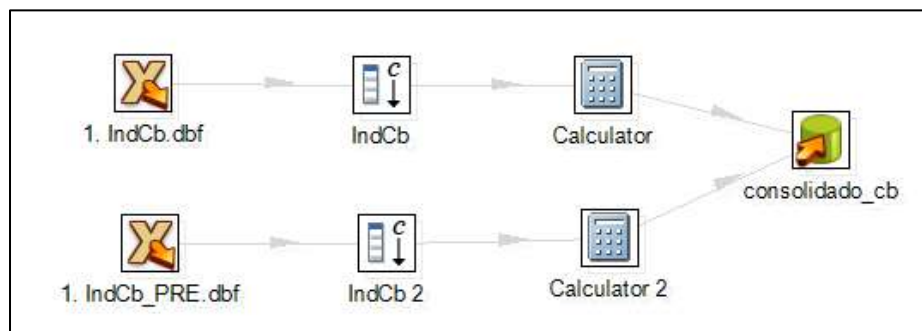 1. IndCb.dbf
IndCb
Calculator
consolidado_cb
1. IndCb_PRE.dbf
IndCb 2
Calculator 2